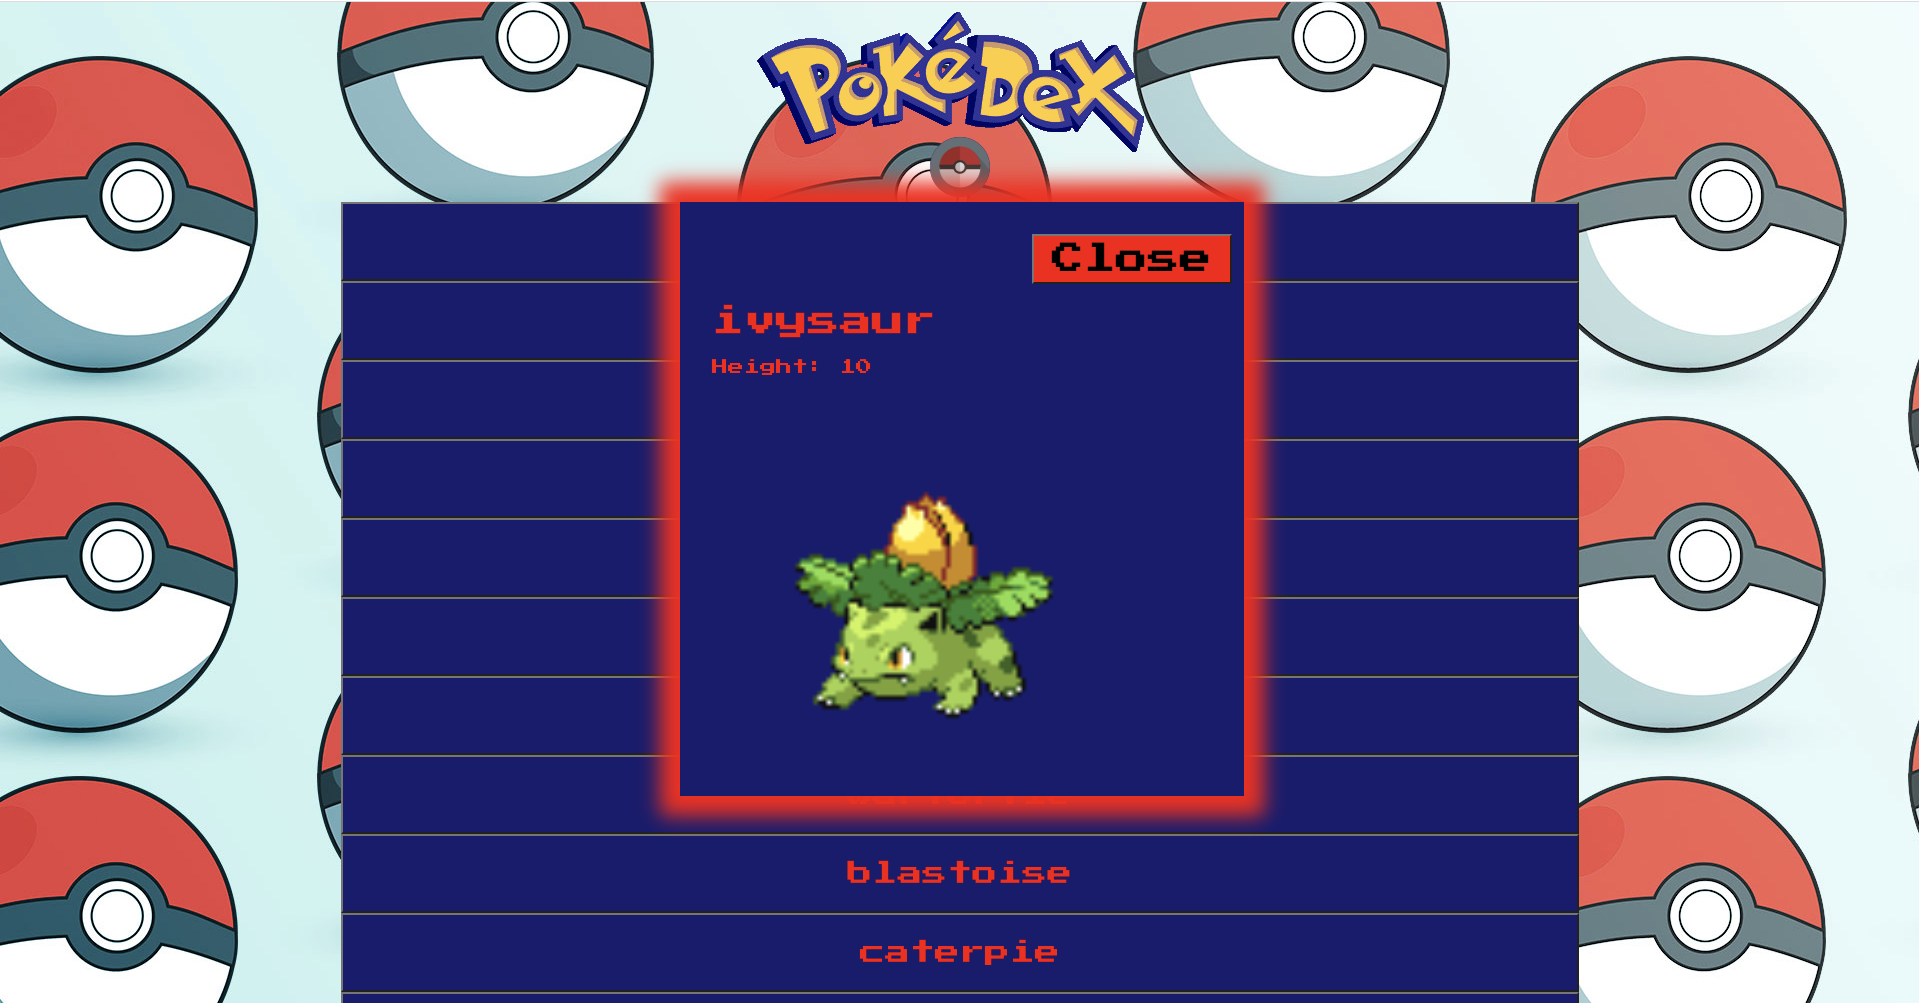 PoKéDex
Close
ivysaur
Height: 10
blastoise
caterpie